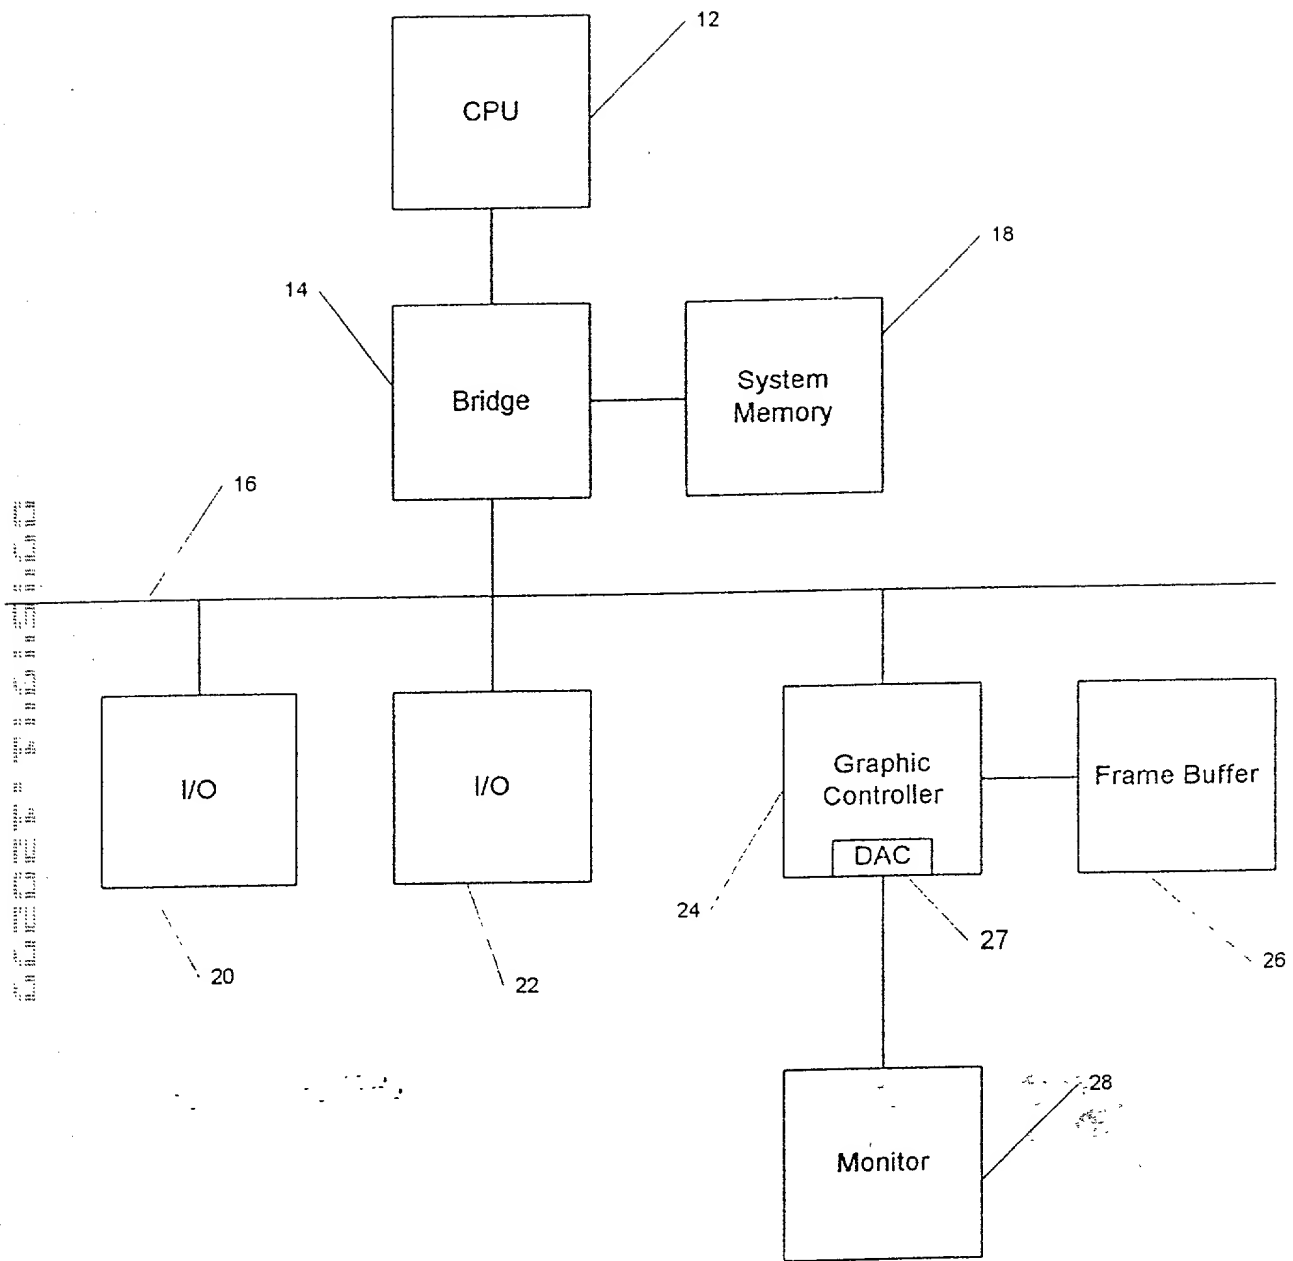 12
CPU
18
14
System
Memory
Bridge
16
Graphic
Controller
Frame Buffer
I/O
I/O
DAC
24
27
26
20
22
28
Monitor